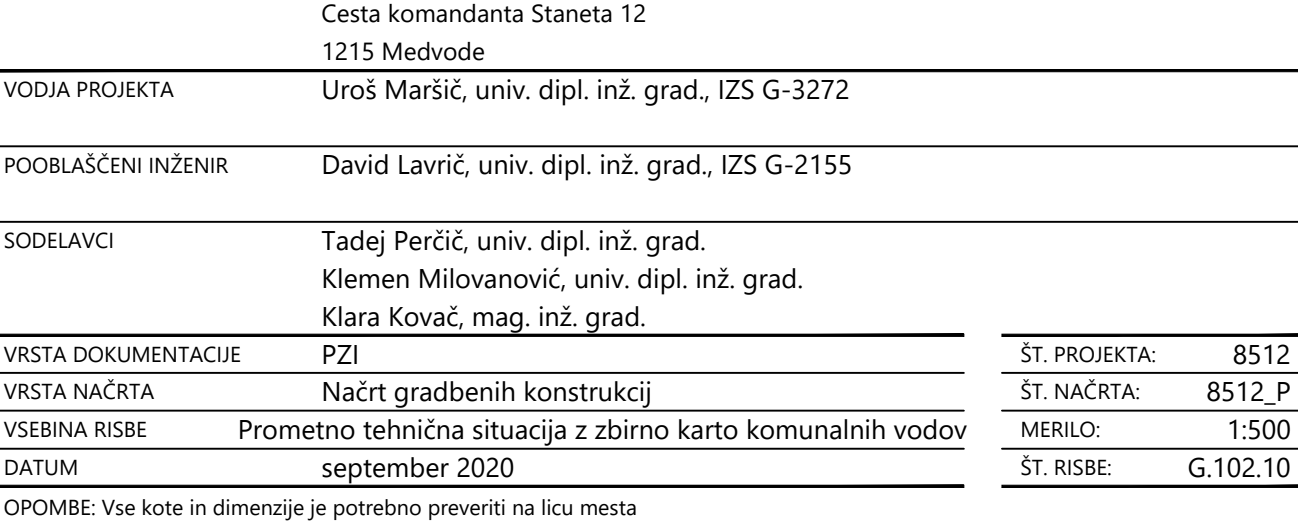 Cesta komandanta Staneta 12
1215 Medvode
VODJA PROJEKTA Uroš Maršič, univ. dipl. inž. grad., IZS G-3272
POOBLAŠČENI INŽENIR David Lavrič, univ. dipl. inž. grad., IZS G-2155
SODELAVCI Tadej Perčič, univ. dipl. inž. grad.
Klemen Milovanović, univ. dipl. inž. grad.
Klara Kovač, mag. inž. grad.
VRSTA DOKUMENTACIJE PZI ŠT. PROJEKTA: 8512
VRSTA NAČRTA Načrt gradbenih konstrukcij ŠT. NAČRTA: 8512_P
VSEBINA RISBE Prometno tehnična situacija z zbirno karto komunalnih vodov MERILO: 1:500
DATUM september 2020 ŠT. RISBE: G.102.10
OPOMBE: Vse kote in dimenzije je potrebno preveriti na licu mesta